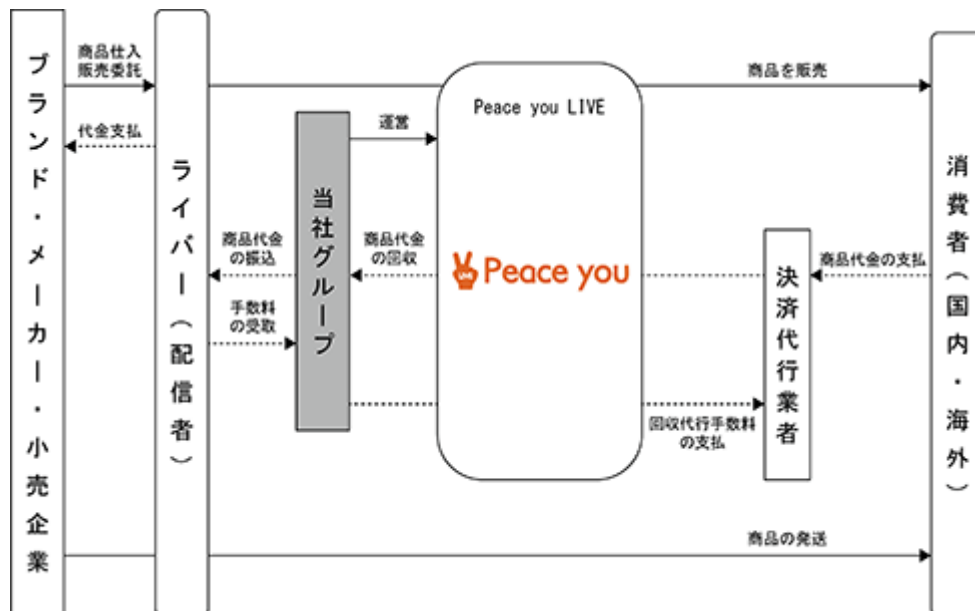 ブランド・メーカー・小売企業
商品仕入
販売委託
代金支払
ライバー（配信者）
商品代金
の振込
手数料
の受取
当社グループ
運営
商品代金
の回収
Peace you LIVE
LIVE
Peace you
商品を販売
商品代金の支払
決済代行業者
回収代行手数料
の支払
商品の発送
消費者（国内・海外）